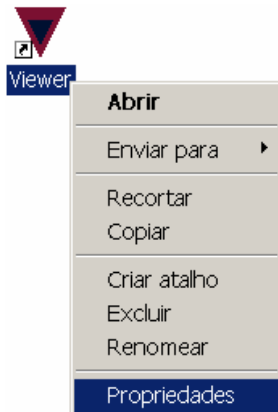 Viewer
Abrir
Enviar para
Recortar
Copiar
Criar atalho
Excluir
Renomear
Propriedades